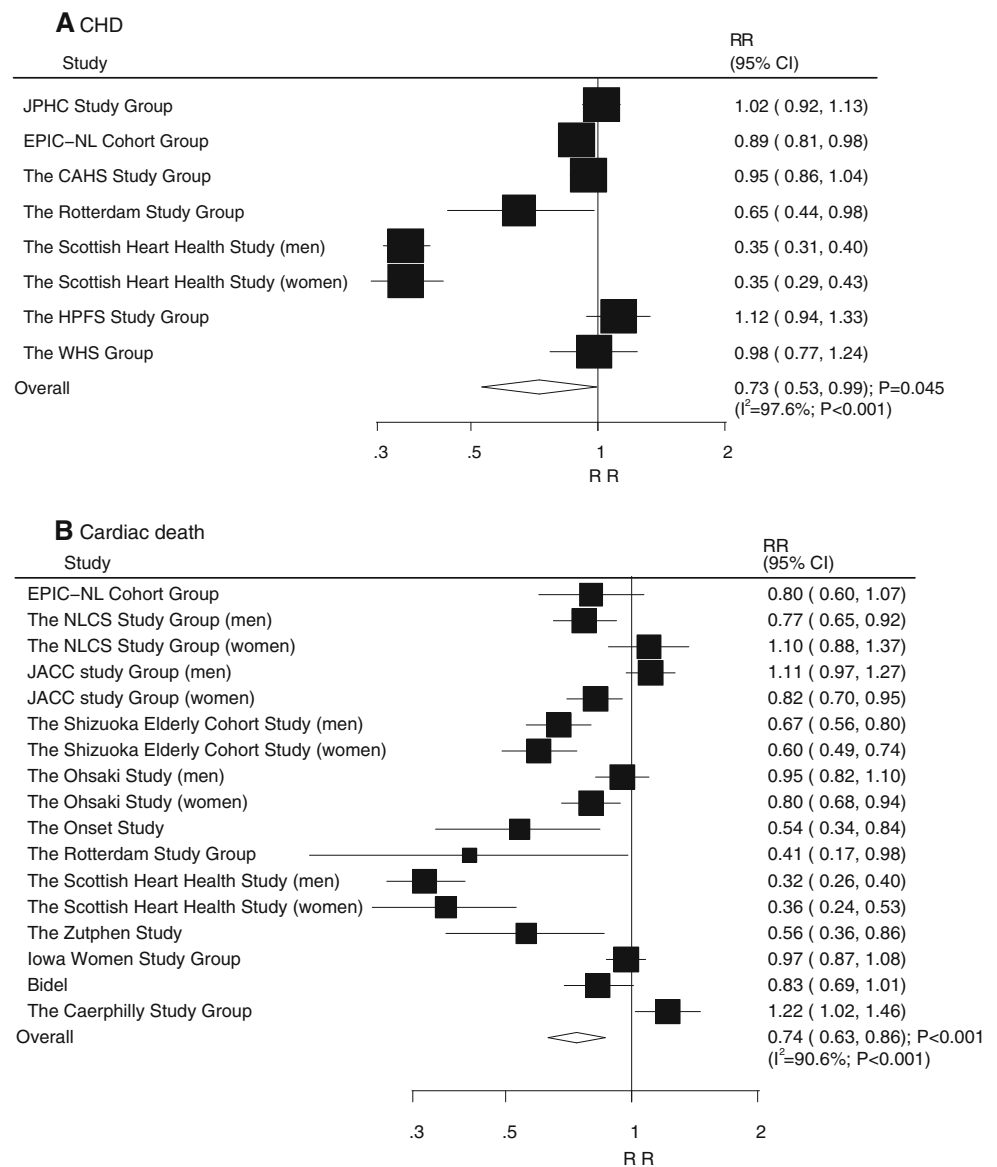 A CHD
RR
Study (95% CI)
JPHC Study Group 1.02 ( 0.92, 1.13)
EPIC−NL Cohort Group 0.89 ( 0.81, 0.98)
The CAHS Study Group 0.95 ( 0.86, 1.04)
The Rotterdam Study Group 0.65 ( 0.44, 0.98)
The Scottish Heart Health Study (men) 0.35 ( 0.31, 0.40)
The Scottish Heart Health Study (women) 0.35 ( 0.29, 0.43)
The HPFS Study Group 1.12 ( 0.94, 1.33)
The WHS Group 0.98 ( 0.77, 1.24)
Overall 0.73 ( 0.53, 0.99); P=0.045
(I²=97.6%; P<0.001)
.3 .5 1 2
R R
B Cardiac death
RR
Study (95% CI)
EPIC−NL Cohort Group 0.80 ( 0.60, 1.07)
The NLCS Study Group (men) 0.77 ( 0.65, 0.92)
The NLCS Study Group (women) 1.10 ( 0.88, 1.37)
JACC study Group (men) 1.11 ( 0.97, 1.27)
JACC study Group (women) 0.82 ( 0.70, 0.95)
The Shizuoka Elderly Cohort Study (men) 0.67 ( 0.56, 0.80)
The Shizuoka Elderly Cohort Study (women) 0.60 ( 0.49, 0.74)
The Ohsaki Study (men) 0.95 ( 0.82, 1.10)
The Ohsaki Study (women) 0.80 ( 0.68, 0.94)
The Onset Study 0.54 ( 0.34, 0.84)
The Rotterdam Study Group 0.41 ( 0.17, 0.98)
The Scottish Heart Health Study (men) 0.32 ( 0.26, 0.40)
The Scottish Heart Health Study (women) 0.36 ( 0.24, 0.53)
The Zutphen Study 0.56 ( 0.36, 0.86)
Iowa Women Study Group 0.97 ( 0.87, 1.08)
Bidel 0.83 ( 0.69, 1.01)
The Caerphilly Study Group 1.22 ( 1.02, 1.46)
Overall 0.74 ( 0.63, 0.86); P<0.001
(I²=90.6%; P<0.001)
.3 .5 1 2
R R